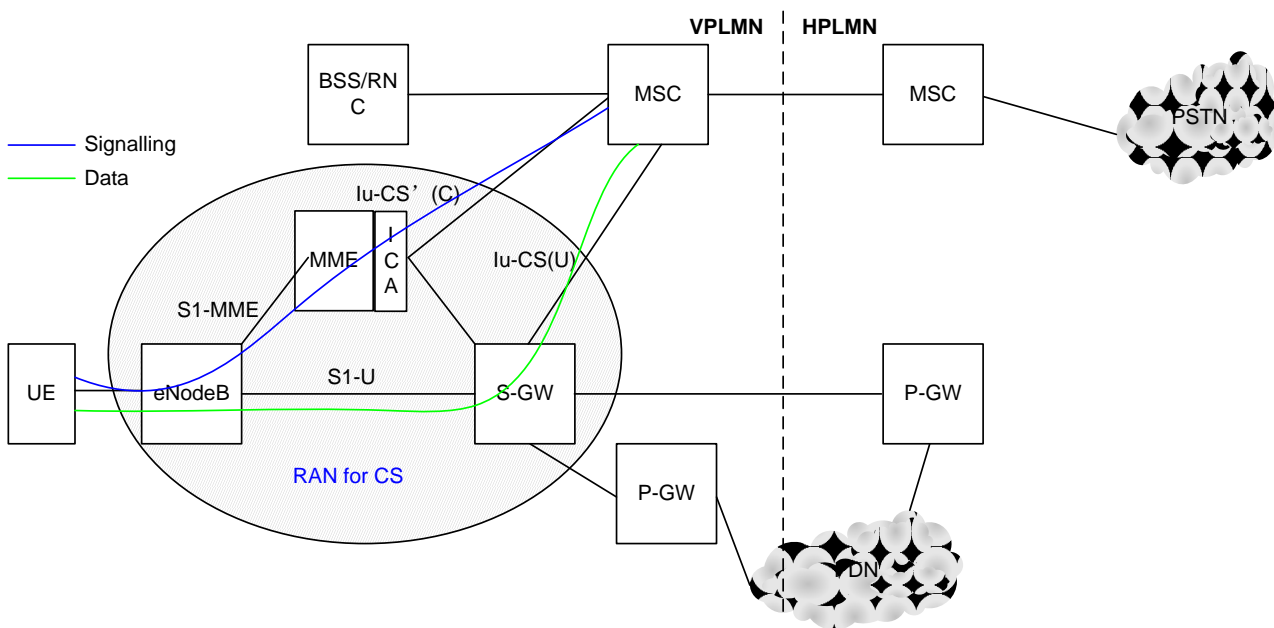 VPLMN
HPLMN
BSS/RN
C
MSC
MSC
PSTN
Signalling
Data
Iu-CS’(C)
MME
I
C
A
Iu-CS(U)
S1-MME
UE
eNodeB
S1-U
S-GW
P-GW
RAN for CS
P-GW
DN